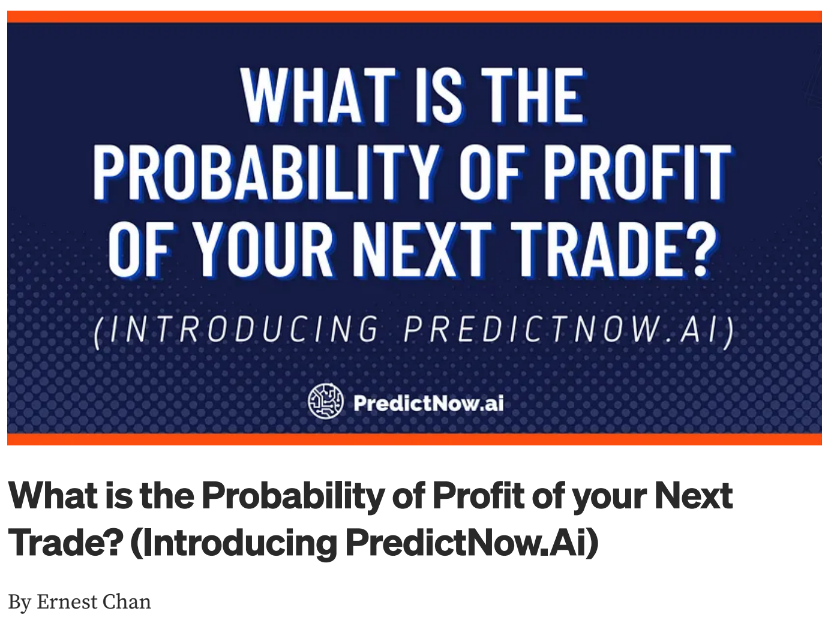 WHAT IS THE
PROBABILITY OF PROFIT
OF YOUR NEXT TRADE?
(INTRODUCING PREDICTNOW.AI)
PredictNow.ai
What is the Probability of Profit of your Next
Trade? (Introducing PredictNow.Ai)
By Ernest Chan